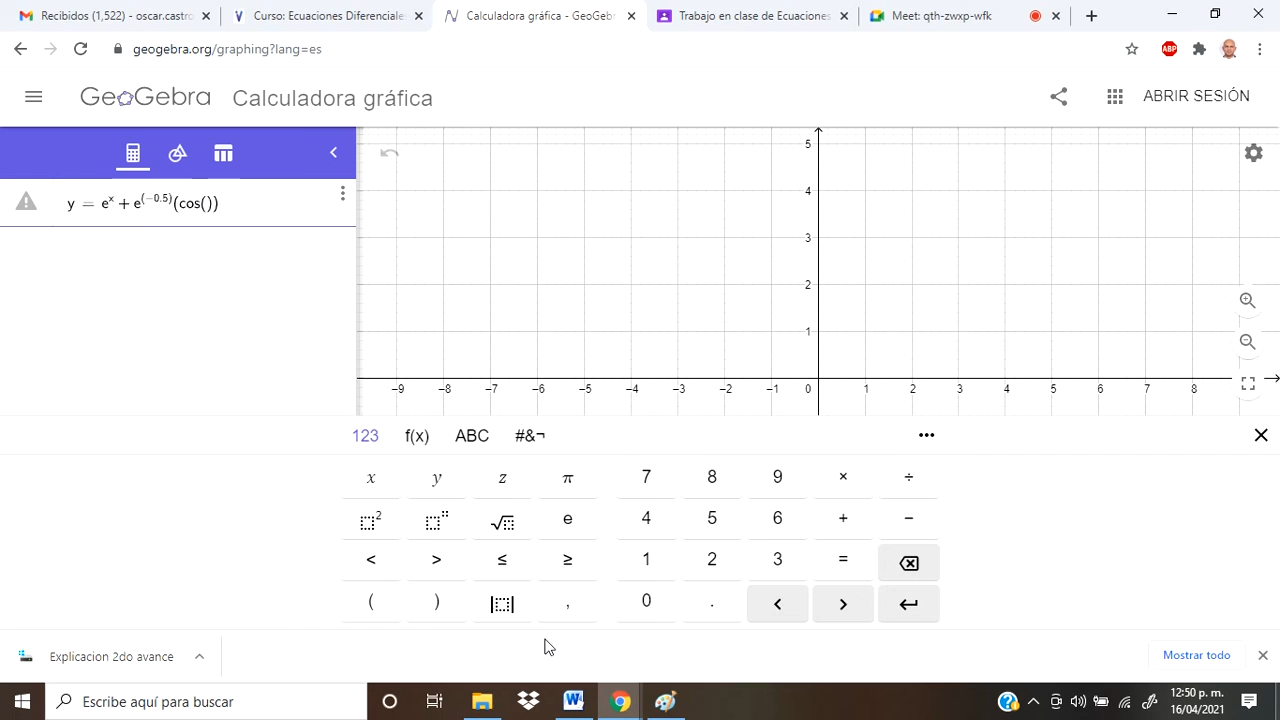 Recibidos (1,522) - oscar.castro
Curso: Ecuaciones Diferencial
Calculadora gráfica - GeoGebr
Trabajo en clase de Ecuaciones
Meet: qth-zwxp-wfk
geogebra.org/graphing?lang=es
ABP
GeoGebra Calculadora gráfica
ABRIR SESIÓN
y = e^x + e^(−0.5)(cos())
5
4
3
2
1
−9 −8 −7 −6 −5 −4 −3 −2 −1 0 1 2 3 4 5 6 7 8
123 f(x) ABC #&¬ •••
x y z π 7 8 9 × ÷
2 √ e 4 5 6 + −
< > ≤ ≥ 1 2 3 =
( ) | | , 0 . < >
Explicacion 2do avance
Mostrar todo
Escribe aquí para buscar
12:50 p. m.
16/04/2021